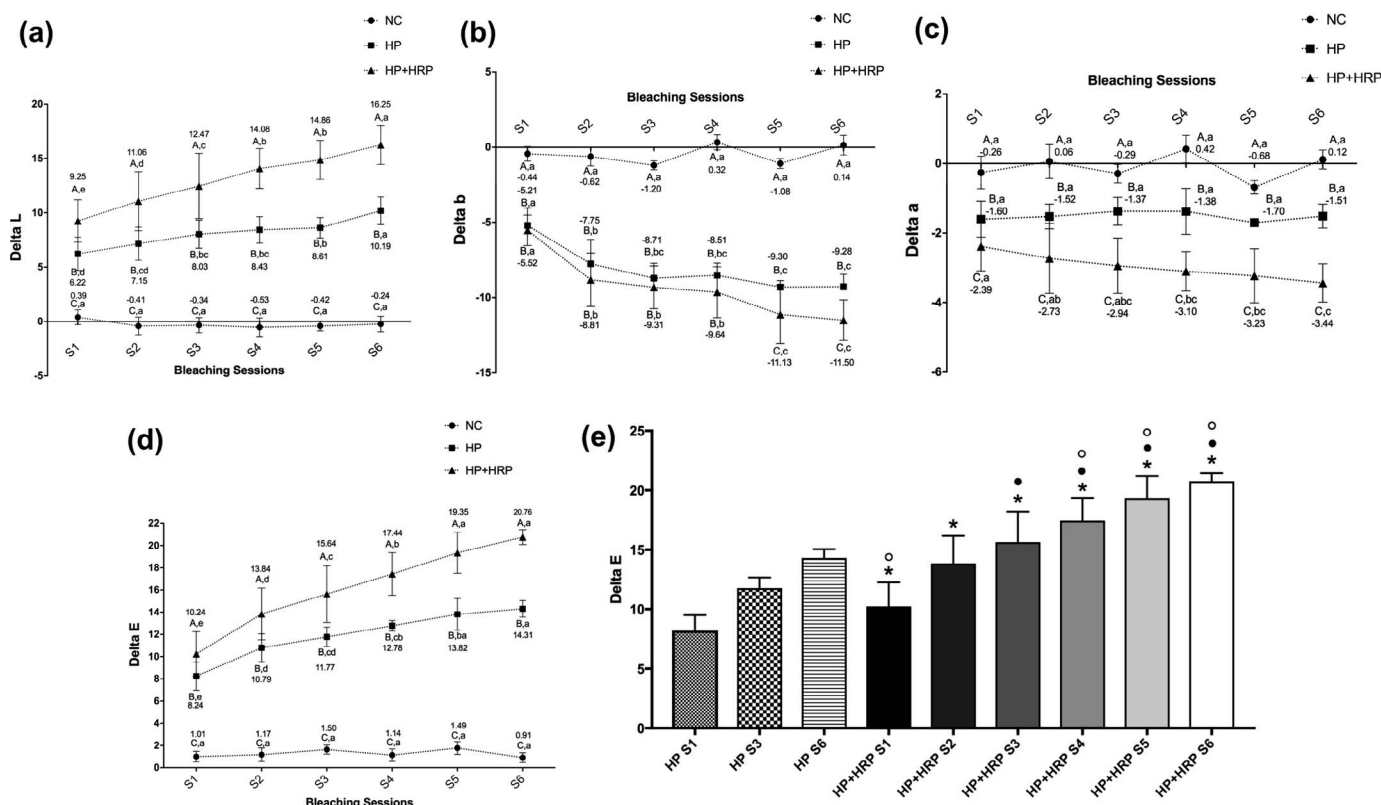 (a)
NC
HP
HP+HRP
Delta L
20
15
10
5
0
-5
9.25
A,e
11.06
A,d
12.47
A,c
14.08
A,b
14.86
A,b
16.25
A,a
B,d
6.22
B,cd
7.15
B,bc
8.03
B,bc
8.43
B,b
8.61
B,a
10.19
0.39
C,a
-0.41
C,a
-0.34
C,a
-0.53
C,a
-0.42
C,a
-0.24
C,a
S1
S2
S3
S4
S5
S6
Bleaching Sessions
(b)
NC
HP
HP+HRP
Bleaching Sessions
Delta b
5
0
-5
-10
-15
S1
S2
S3
S4
S5
S6
A,a
-0.44
A,a
-0.62
A,a
-1.20
A,a
0.32
A,a
-1.08
A,a
0.14
-5.21
B,a
-7.75
B,b
-8.71
B,bc
-8.51
B,bc
-9.30
B,c
-9.28
B,c
B,a
-5.52
B,b
-8.81
B,b
-9.31
B,b
-9.64
C,c
-11.13
C,c
-11.50
(c)
NC
HP
HP+HRP
Bleaching Sessions
Delta a
2
0
-2
-4
-6
S1
S2
S3
S4
S5
S6
A,a
-0.26
A,a
0.06
A,a
-0.29
A,a
0.42
A,a
-0.68
A,a
0.12
B,a
-1.60
B,a
-1.52
B,a
-1.37
B,a
-1.38
B,a
-1.70
B,a
-1.51
C,a
-2.39
C,ab
-2.73
C,abc
-2.94
C,bc
-3.10
C,bc
-3.23
C,c
-3.44
(d)
NC
HP
HP+HRP
Delta E
22
20
18
16
14
12
10
8
6
4
2
0
10.24
A,e
13.84
A,d
15.64
A,c
17.44
A,b
19.35
A,a
20.76
A,a
B,e
8.24
B,d
10.79
B,cd
11.77
B,cb
12.78
B,ba
13.82
B,a
14.31
1.01
C,a
1.17
C,a
1.50
C,a
1.14
C,a
1.49
C,a
0.91
C,a
S1
S2
S3
S4
S5
S6
Bleaching Sessions
(e)
Delta E
25
20
15
10
5
0
*
*
*
*
*
*
HP S1
HP S3
HP S6
HP+HRP S1
HP+HRP S2
HP+HRP S3
HP+HRP S4
HP+HRP S5
HP+HRP S6